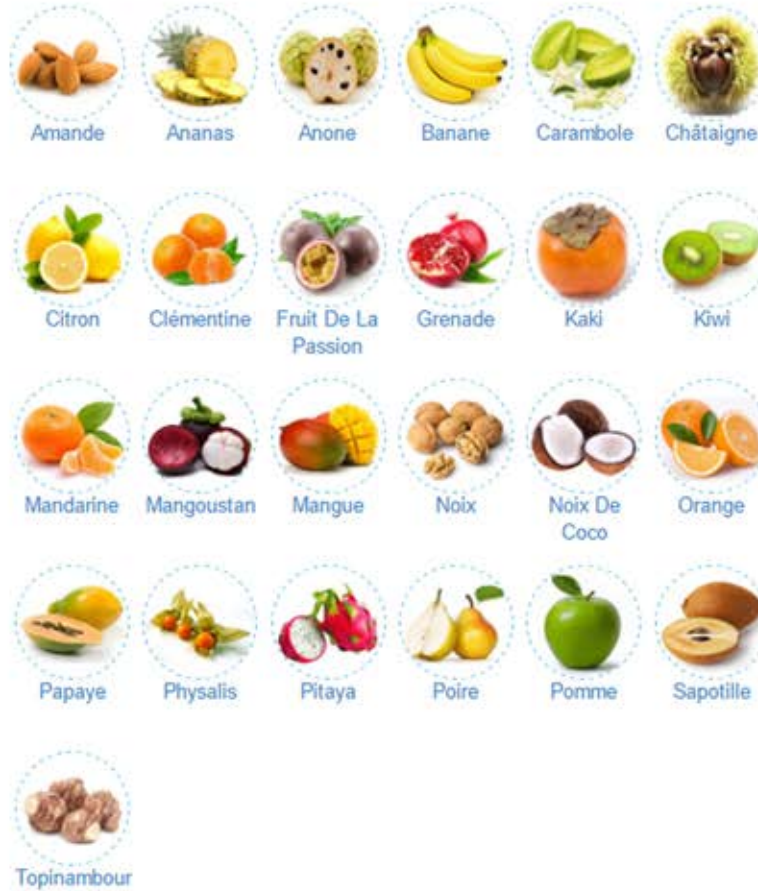 Amande
Ananas
Anone
Banane
Carambole
Châtaigne
Citron
Clémentine
Fruit De La
Passion
Grenade
Kaki
Kiwi
Mandarine
Mangoustan
Mangue
Noix
Noix De
Coco
Orange
Papaye
Physalis
Pitaya
Poire
Pomme
Sapotille
Topinambour